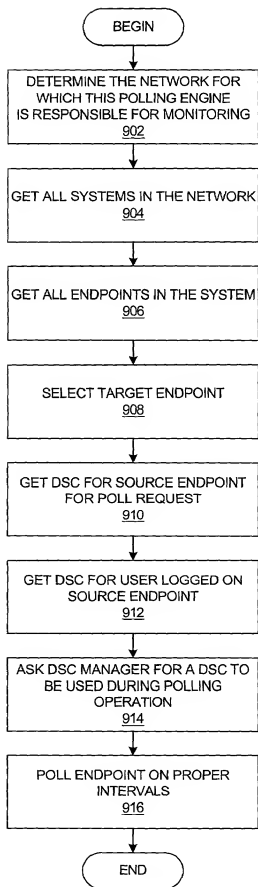 BEGIN
DETERMINE THE NETWORK FOR
WHICH THIS POLLING ENGINE
IS RESPONSIBLE FOR MONITORING
902
GET ALL SYSTEMS IN THE NETWORK
904
GET ALL ENDPOINTS IN THE SYSTEM
906
SELECT TARGET ENDPOINT
908
GET DSC FOR SOURCE ENDPOINT
FOR POLL REQUEST
910
GET DSC FOR USER LOGGED ON
SOURCE ENDPOINT
912
ASK DSC MANAGER FOR A DSC TO
BE USED DURING POLLING
OPERATION
914
POLL ENDPOINT ON PROPER
INTERVALS
916
END